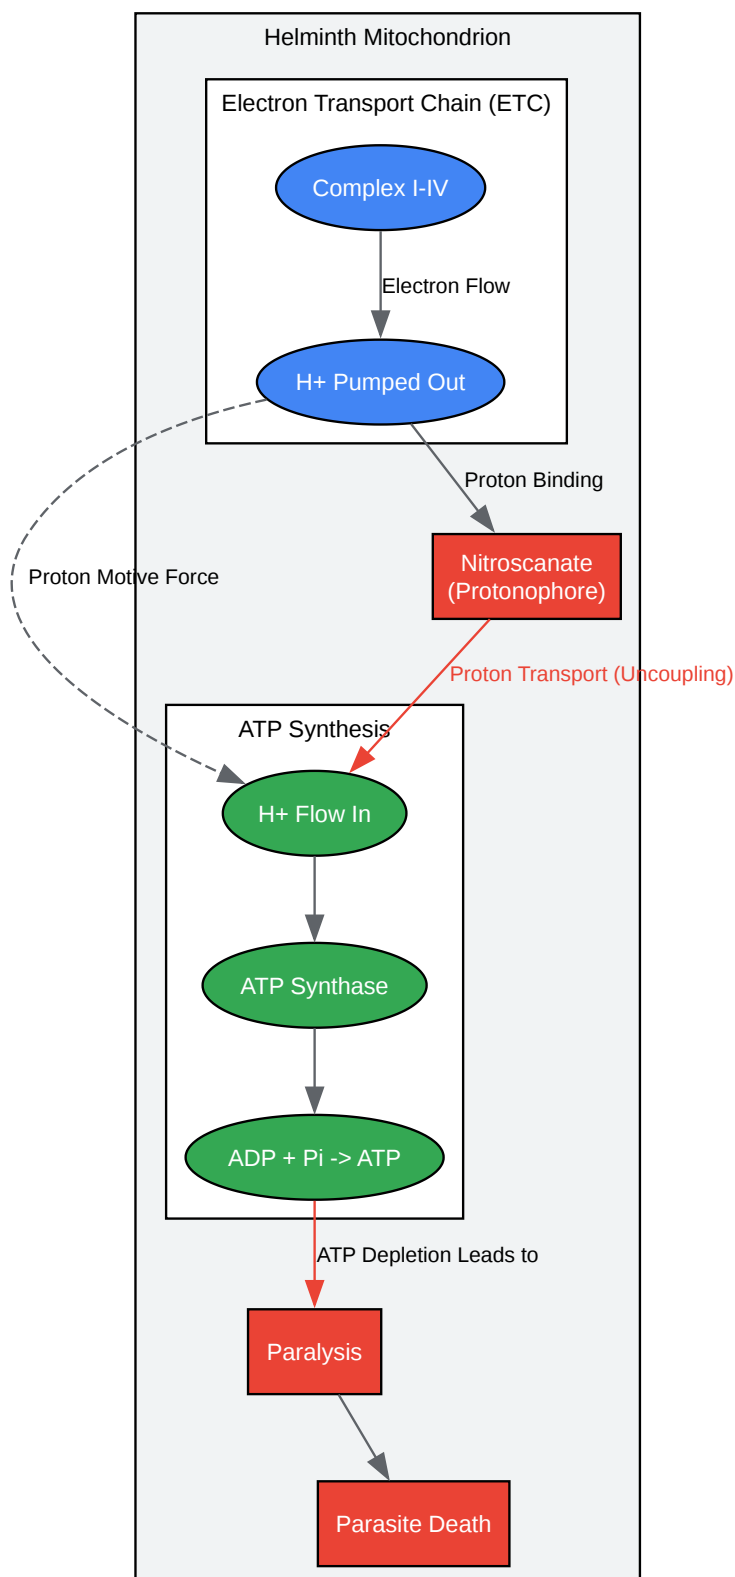 Helminth Mitochondrion
Electron Transport Chain (ETC)
Complex I-IV
Electron Flow
H+ Pumped Out
Proton Binding
Nitroscanate
(Protonophore)
Proton Motive Force
Proton Transport (Uncoupling)
ATP Synthesis
H+ Flow In
ATP Synthase
ADP + Pi -> ATP
ATP Depletion Leads to
Paralysis
Parasite Death